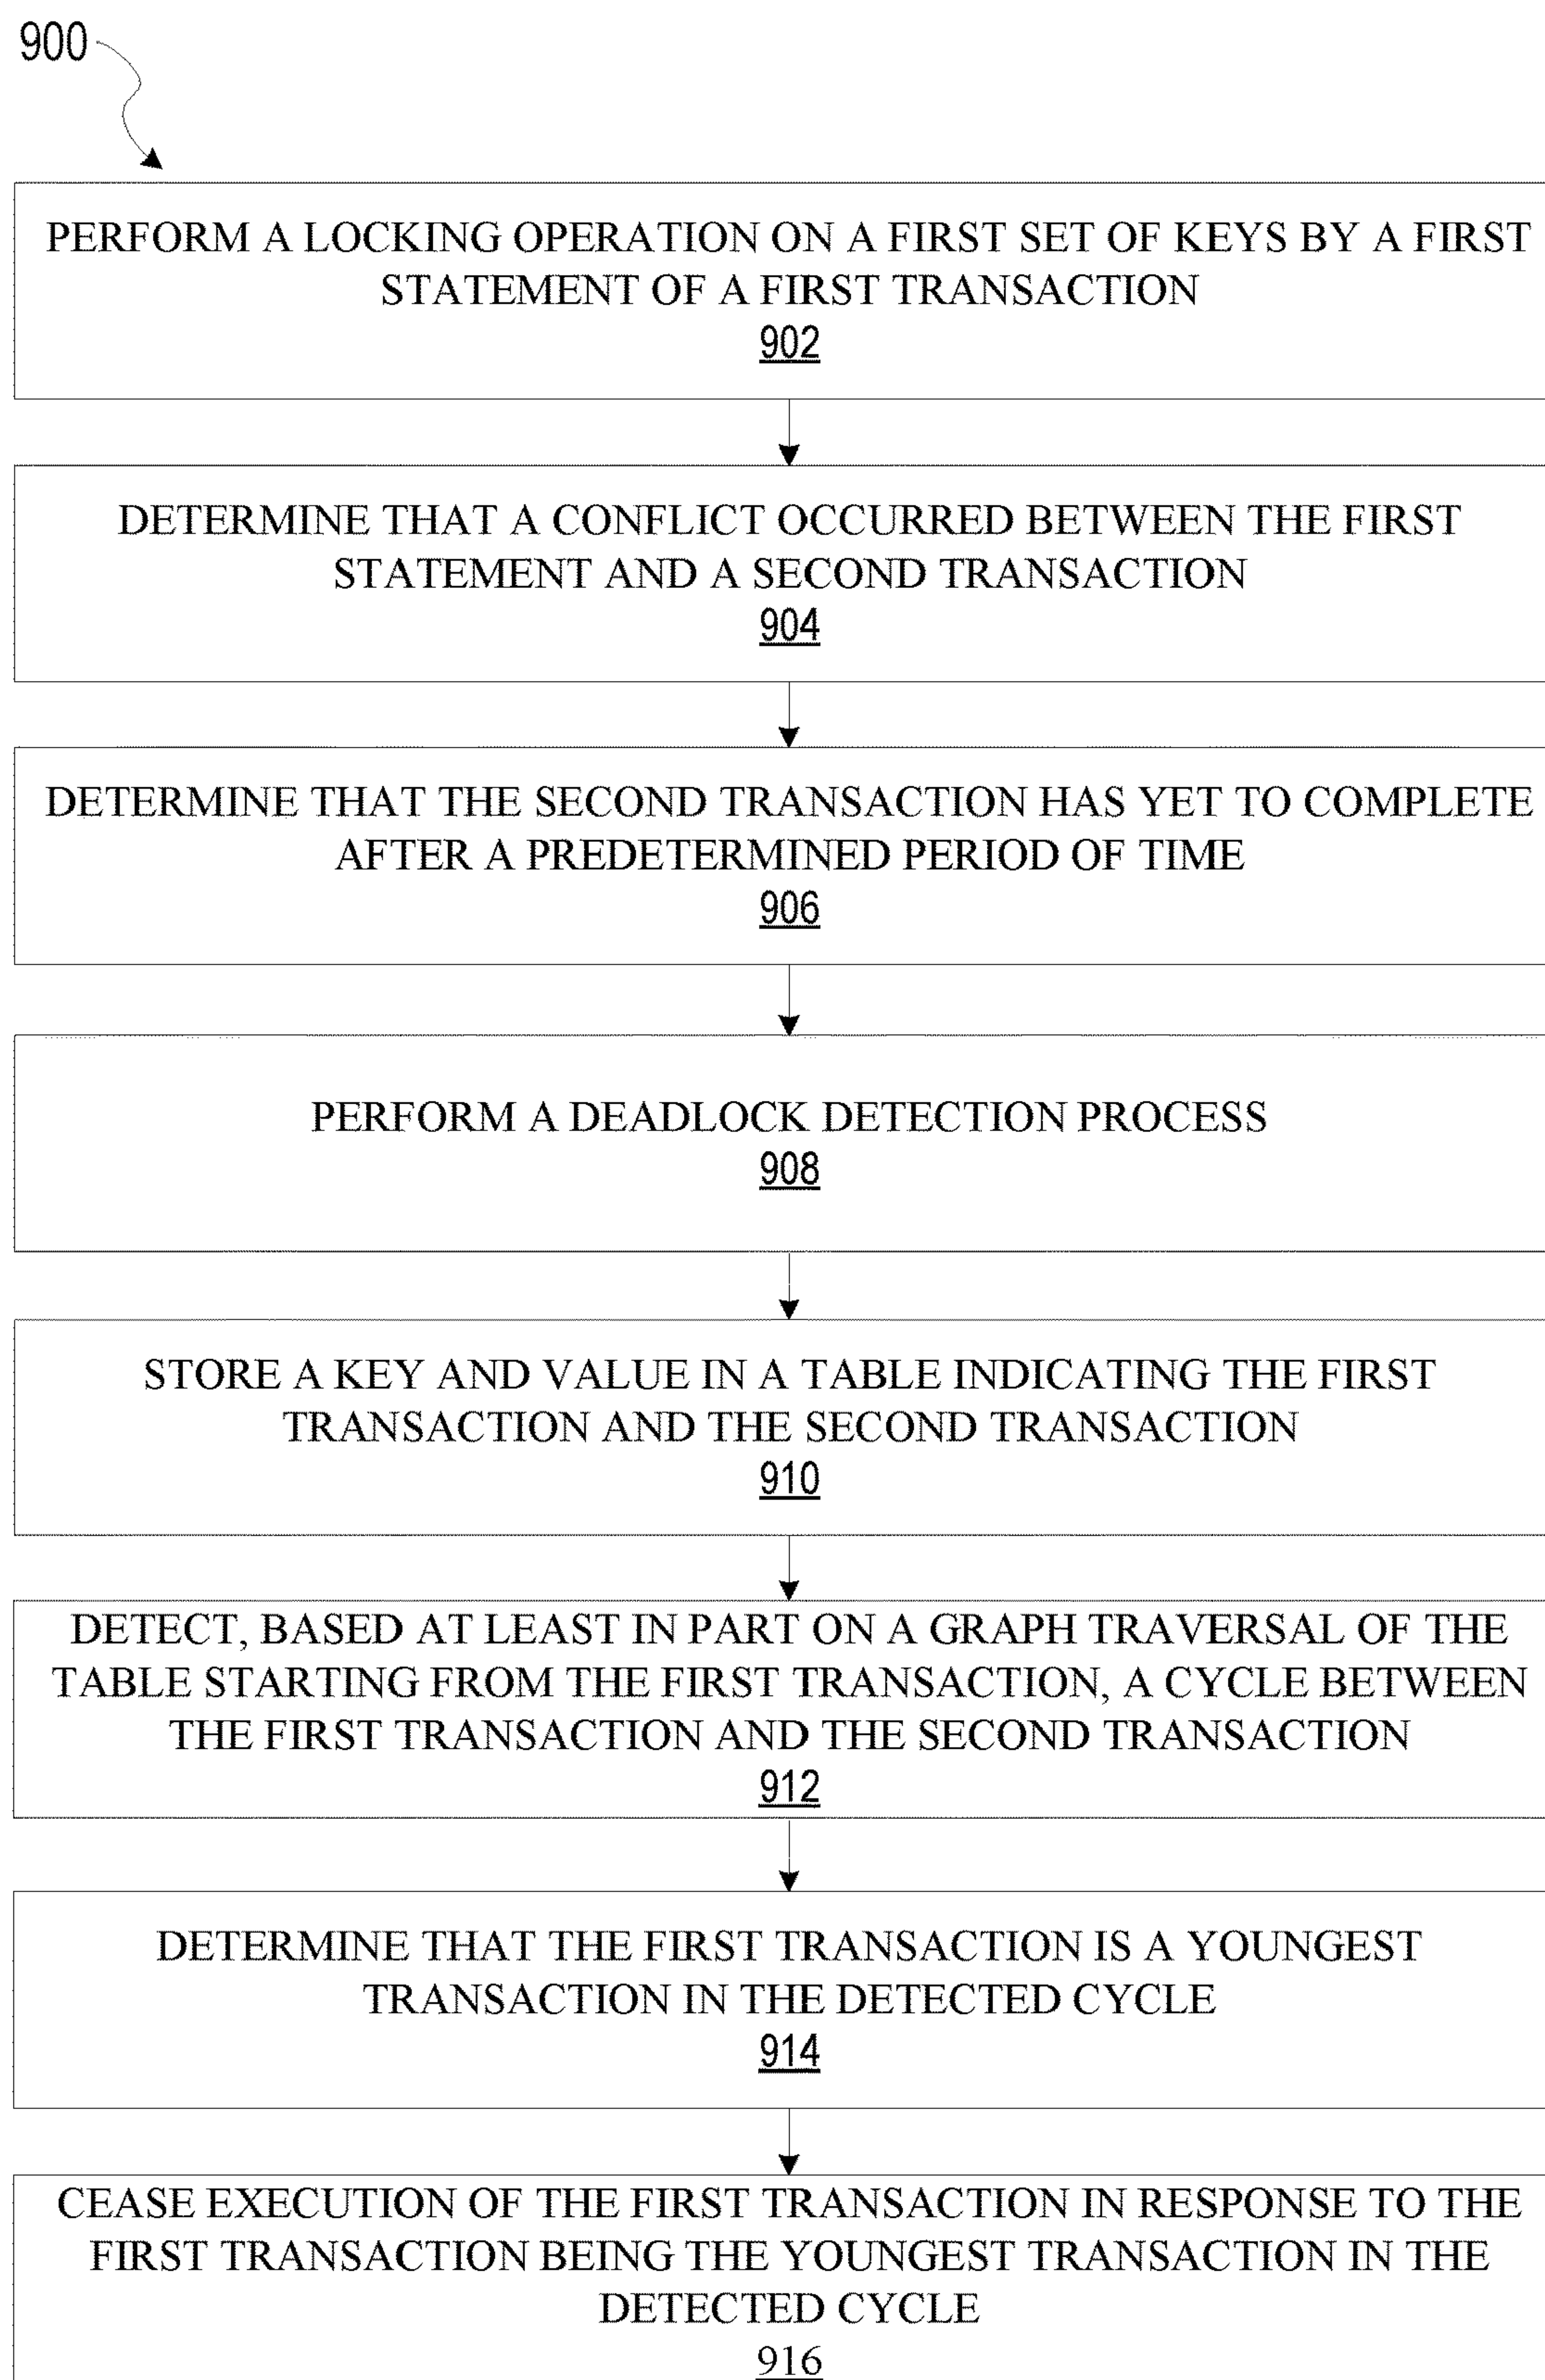 900
PERFORM A LOCKING OPERATION ON A FIRST SET OF KEYS BY A FIRST
STATEMENT OF A FIRST TRANSACTION
902
DETERMINE THAT A CONFLICT OCCURRED BETWEEN THE FIRST
STATEMENT AND A SECOND TRANSACTION
904
DETERMINE THAT THE SECOND TRANSACTION HAS YET TO COMPLETE
AFTER A PREDETERMINED PERIOD OF TIME
906
PERFORM A DEADLOCK DETECTION PROCESS
908
STORE A KEY AND VALUE IN A TABLE INDICATING THE FIRST
TRANSACTION AND THE SECOND TRANSACTION
910
DETECT, BASED AT LEAST IN PART ON A GRAPH TRAVERSAL OF THE
TABLE STARTING FROM THE FIRST TRANSACTION, A CYCLE BETWEEN
THE FIRST TRANSACTION AND THE SECOND TRANSACTION
912
DETERMINE THAT THE FIRST TRANSACTION IS A YOUNGEST
TRANSACTION IN THE DETECTED CYCLE
914
CEASE EXECUTION OF THE FIRST TRANSACTION IN RESPONSE TO THE
FIRST TRANSACTION BEING THE YOUNGEST TRANSACTION IN THE
DETECTED CYCLE
916